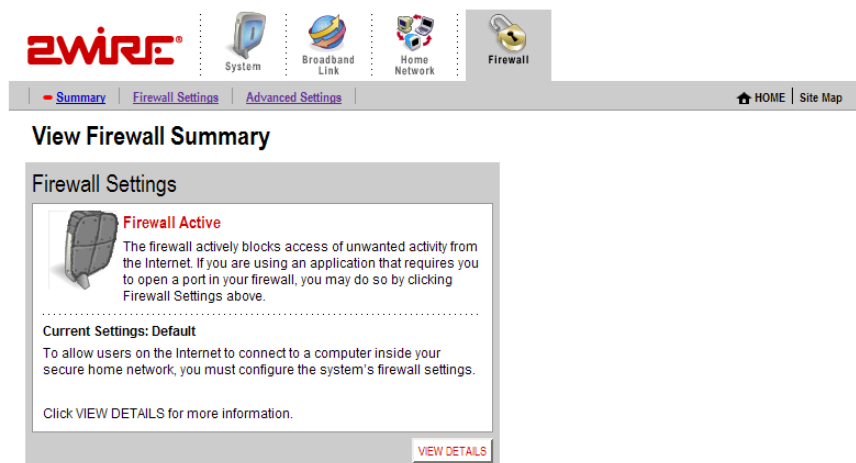 2WIRE®
System
Broadband
Link
Home
Network
Firewall
Summary
Firewall Settings
Advanced Settings
HOME
Site Map
View Firewall Summary
Firewall Settings
Firewall Active
The firewall actively blocks access of unwanted activity from
the Internet. If you are using an application that requires you
to open a port in your firewall, you may do so by clicking
Firewall Settings above.
Current Settings: Default
To allow users on the Internet to connect to a computer inside your
secure home network, you must configure the system's firewall settings.
Click VIEW DETAILS for more information.
VIEW DETAILS